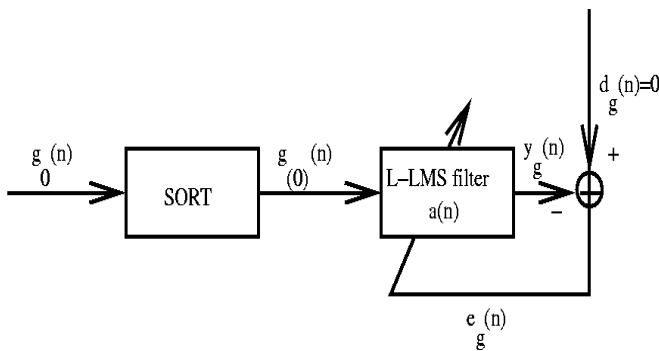 d (n)=0
g
g (n)
0
SORT
g (n)
(0)
L-LMS filter
a(n)
y (n)
g
+
−
e (n)
g